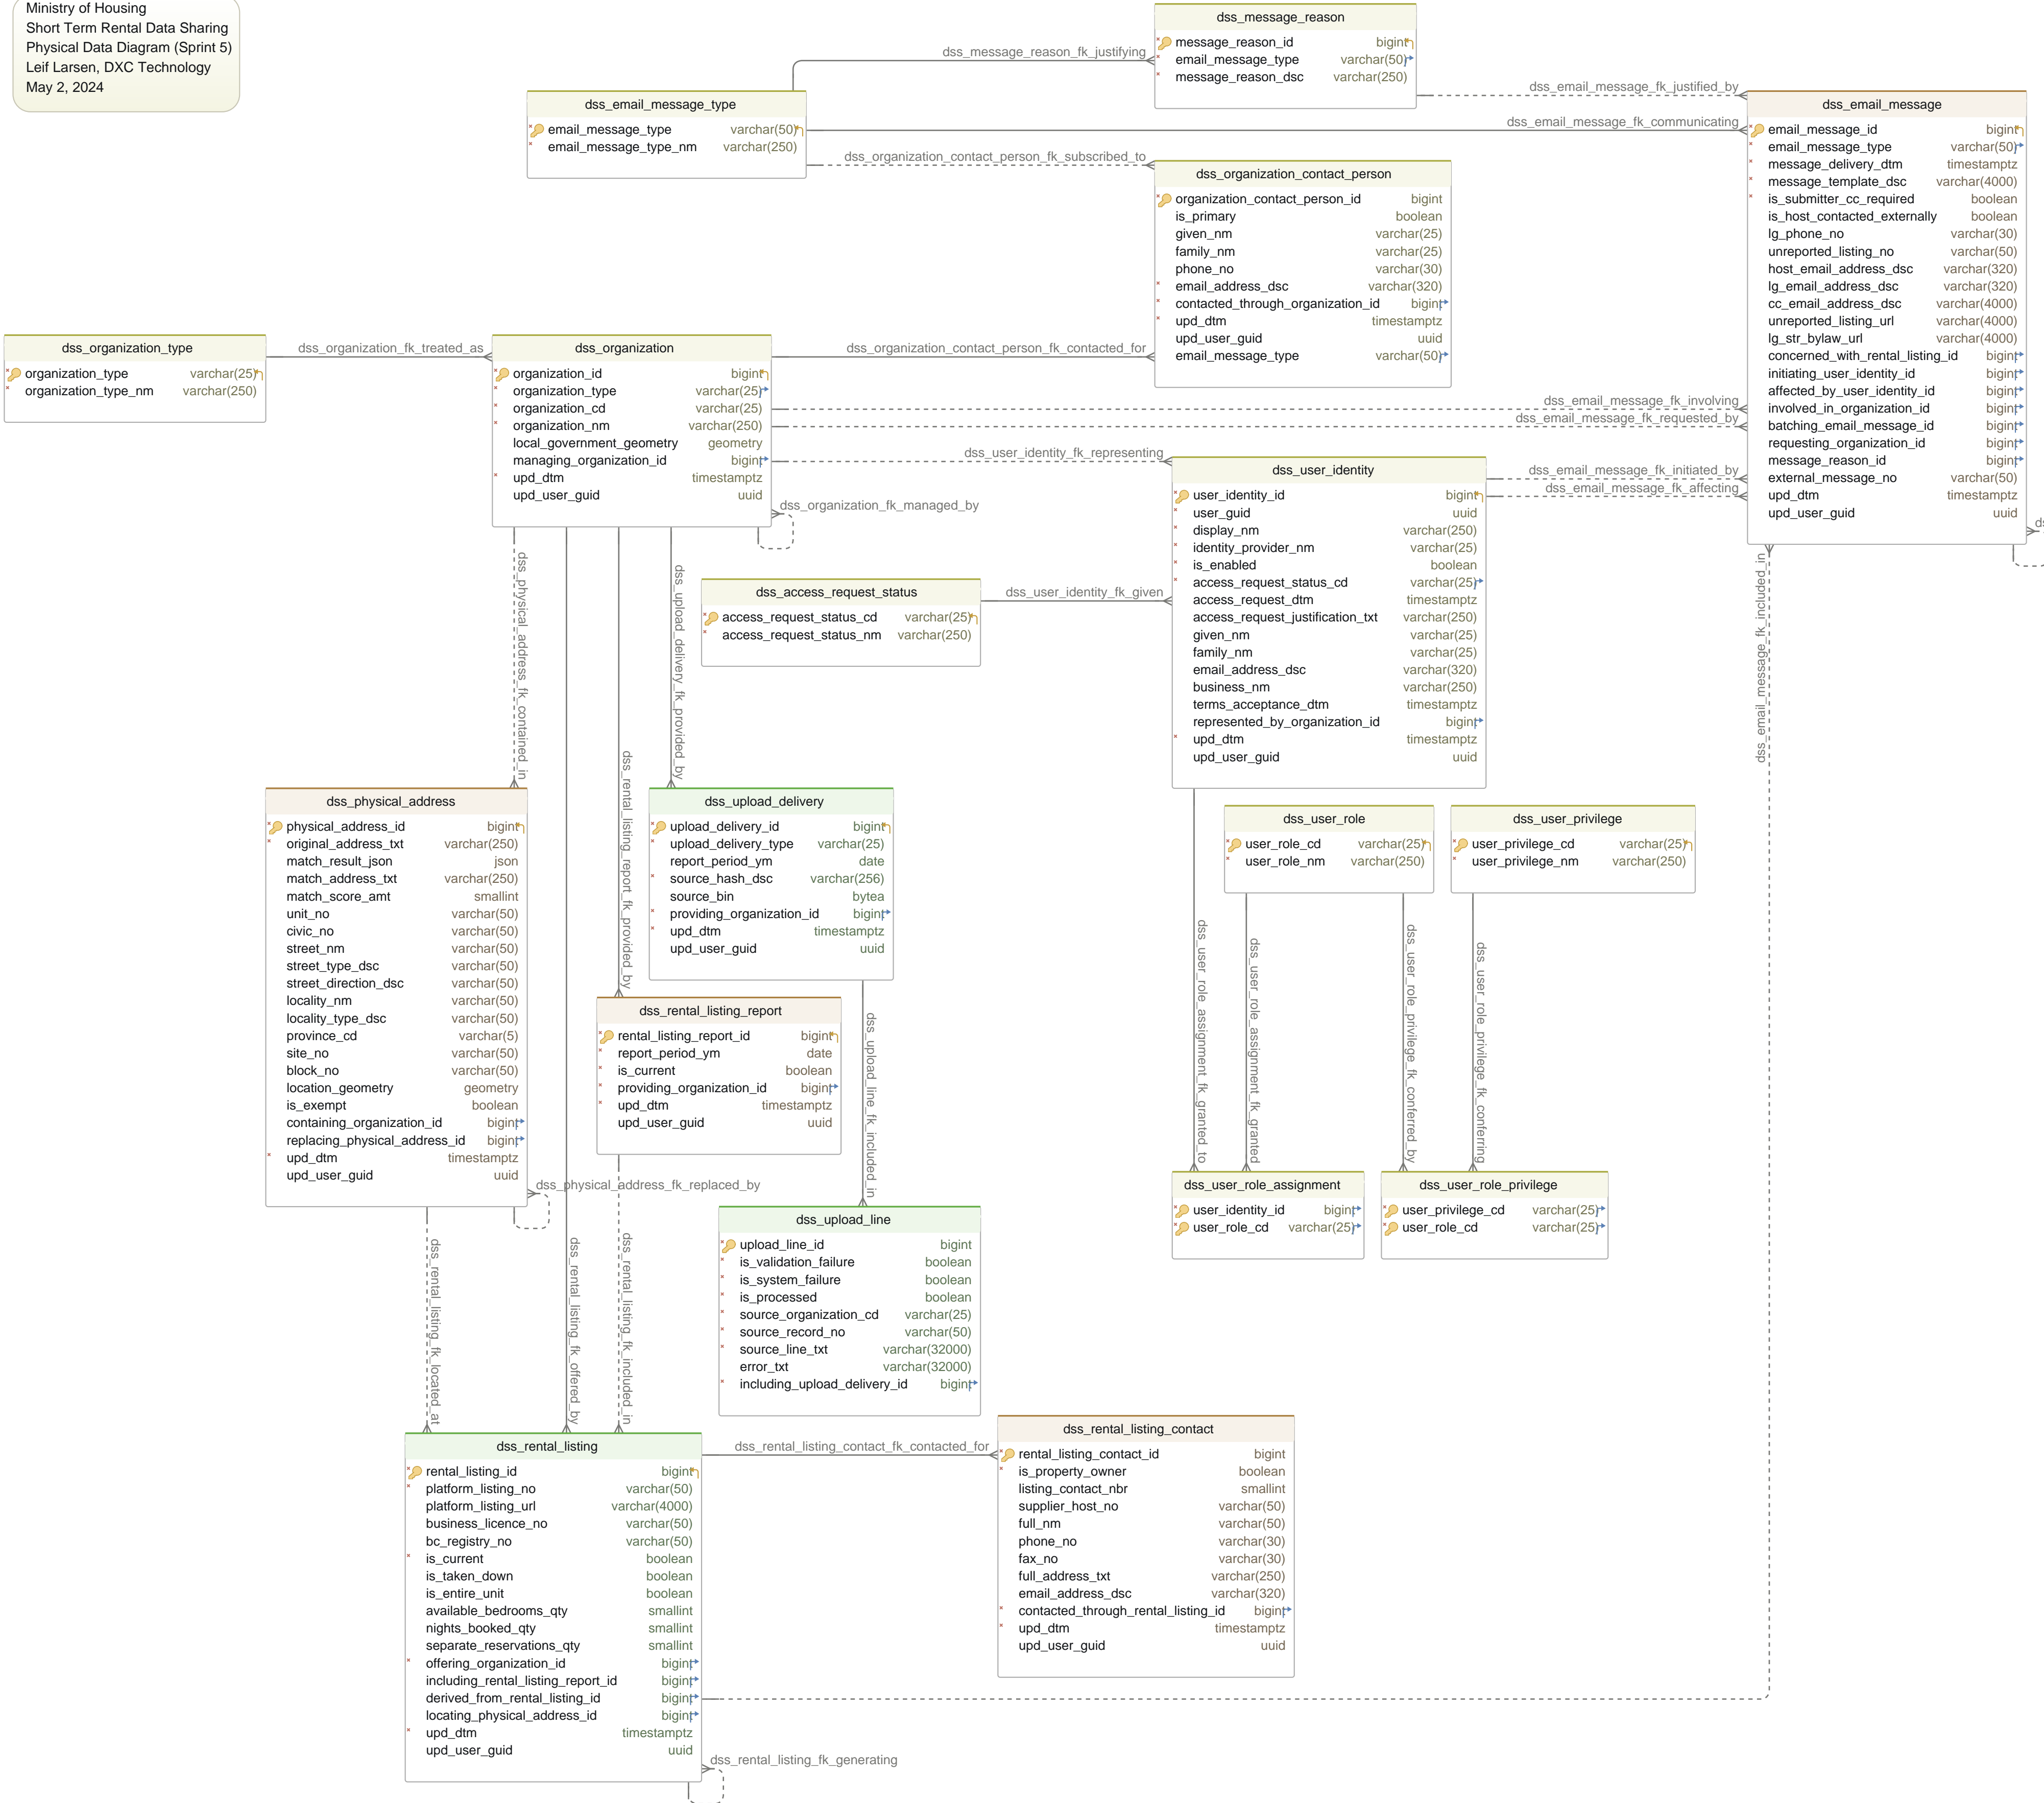 Ministry of Housing
Short Term Rental Data Sharing
Physical Data Diagram (Sprint 5)
Leif Larsen, DXC Technology
May 2, 2024
dss_message_reason
message_reason_id bigint
email_message_type varchar(50)
message_reason_dsc varchar(250)
dss_message_reason_fk_justifying
dss_email_message_fk_justified_by
dss_email_message_type
email_message_type varchar(50)
email_message_type_nm varchar(250)
dss_email_message_fk_communicating
dss_organization_contact_person_fk_subscribed_to
dss_email_message
email_message_id bigint
email_message_type varchar(50)
message_delivery_dtm timestamptz
message_template_dsc varchar(4000)
is_submitter_cc_required boolean
is_host_contacted_externally boolean
lg_phone_no varchar(30)
unreported_listing_no varchar(50)
host_email_address_dsc varchar(320)
lg_email_address_dsc varchar(320)
cc_email_address_dsc varchar(4000)
unreported_listing_url varchar(4000)
lg_str_bylaw_url varchar(4000)
concerned_with_rental_listing_id bigint
initiating_user_identity_id bigint
affected_by_user_identity_id bigint
involved_in_organization_id bigint
batching_email_message_id bigint
requesting_organization_id bigint
message_reason_id bigint
external_message_no varchar(50)
upd_dtm timestamptz
upd_user_guid uuid
ds
dss_organization_contact_person
organization_contact_person_id bigint
is_primary boolean
given_nm varchar(25)
family_nm varchar(25)
phone_no varchar(30)
email_address_dsc varchar(320)
contacted_through_organization_id bigint
upd_dtm timestamptz
upd_user_guid uuid
email_message_type varchar(50)
dss_organization_type
organization_type varchar(25)
organization_type_nm varchar(250)
dss_organization_fk_treated_as
dss_organization
organization_id bigint
organization_type varchar(25)
organization_cd varchar(25)
organization_nm varchar(250)
local_government_geometry geometry
managing_organization_id bigint
upd_dtm timestamptz
upd_user_guid uuid
dss_organization_contact_person_fk_contacted_for
dss_email_message_fk_involving
dss_email_message_fk_requested_by
dss_user_identity_fk_representing
dss_organization_fk_managed_by
dss_user_identity
user_identity_id bigint
user_guid uuid
display_nm varchar(250)
identity_provider_nm varchar(25)
is_enabled boolean
access_request_status_cd varchar(25)
access_request_dtm timestamptz
access_request_justification_txt varchar(250)
given_nm varchar(25)
family_nm varchar(25)
email_address_dsc varchar(320)
business_nm varchar(250)
terms_acceptance_dtm timestamptz
represented_by_organization_id bigint
upd_dtm timestamptz
upd_user_guid uuid
dss_email_message_fk_initiated_by
dss_email_message_fk_affecting
dss_email_message_fk_included_in
dss_access_request_status
access_request_status_cd varchar(25)
access_request_status_nm varchar(250)
dss_user_identity_fk_given
dss_physical_address_fk_contained_in
dss_upload_delivery_fk_provided_by
dss_rental_listing_report_fk_provided_by
dss_physical_address
physical_address_id bigint
original_address_txt varchar(250)
match_result_json json
match_address_txt varchar(250)
match_score_amt smallint
unit_no varchar(50)
civic_no varchar(50)
street_nm varchar(50)
street_type_dsc varchar(50)
street_direction_dsc varchar(50)
locality_nm varchar(50)
locality_type_dsc varchar(50)
province_cd varchar(5)
site_no varchar(50)
block_no varchar(50)
location_geometry geometry
is_exempt boolean
containing_organization_id bigint
replacing_physical_address_id bigint
upd_dtm timestamptz
upd_user_guid uuid
dss_physical_address_fk_replaced_by
dss_upload_delivery
upload_delivery_id bigint
upload_delivery_type varchar(25)
report_period_ym date
source_hash_dsc varchar(256)
source_bin bytea
providing_organization_id bigint
upd_dtm timestamptz
upd_user_guid uuid
dss_rental_listing_report
rental_listing_report_id bigint
report_period_ym date
is_current boolean
providing_organization_id bigint
upd_dtm timestamptz
upd_user_guid uuid
dss_upload_line_fk_included_in
dss_user_role
user_role_cd varchar(25)
user_role_nm varchar(250)
dss_user_privilege
user_privilege_cd varchar(25)
user_privilege_nm varchar(250)
dss_user_role_assignment_fk_granted_to
dss_user_role_assignment_fk_granted
dss_user_role_privilege_fk_conferred_by
dss_user_role_privilege_fk_conferring
dss_user_role_assignment
user_identity_id bigint
user_role_cd varchar(25)
dss_user_role_privilege
user_privilege_cd varchar(25)
user_role_cd varchar(25)
dss_upload_line
upload_line_id bigint
is_validation_failure boolean
is_system_failure boolean
is_processed boolean
source_organization_cd varchar(25)
source_record_no varchar(50)
source_line_txt varchar(32000)
error_txt varchar(32000)
including_upload_delivery_id bigint
dss_rental_listing_fk_located_at
dss_rental_listing_fk_offered_by
dss_rental_listing_fk_included_in
dss_rental_listing
rental_listing_id bigint
platform_listing_no varchar(50)
platform_listing_url varchar(4000)
business_licence_no varchar(50)
bc_registry_no varchar(50)
is_current boolean
is_taken_down boolean
is_entire_unit boolean
available_bedrooms_qty smallint
nights_booked_qty smallint
separate_reservations_qty smallint
offering_organization_id bigint
including_rental_listing_report_id bigint
derived_from_rental_listing_id bigint
locating_physical_address_id bigint
upd_dtm timestamptz
upd_user_guid uuid
dss_rental_listing_fk_generating
dss_rental_listing_contact_fk_contacted_for
dss_rental_listing_contact
rental_listing_contact_id bigint
is_property_owner boolean
listing_contact_nbr smallint
supplier_host_no varchar(50)
full_nm varchar(50)
phone_no varchar(30)
fax_no varchar(30)
full_address_txt varchar(250)
email_address_dsc varchar(320)
contacted_through_rental_listing_id bigint
upd_dtm timestamptz
upd_user_guid uuid